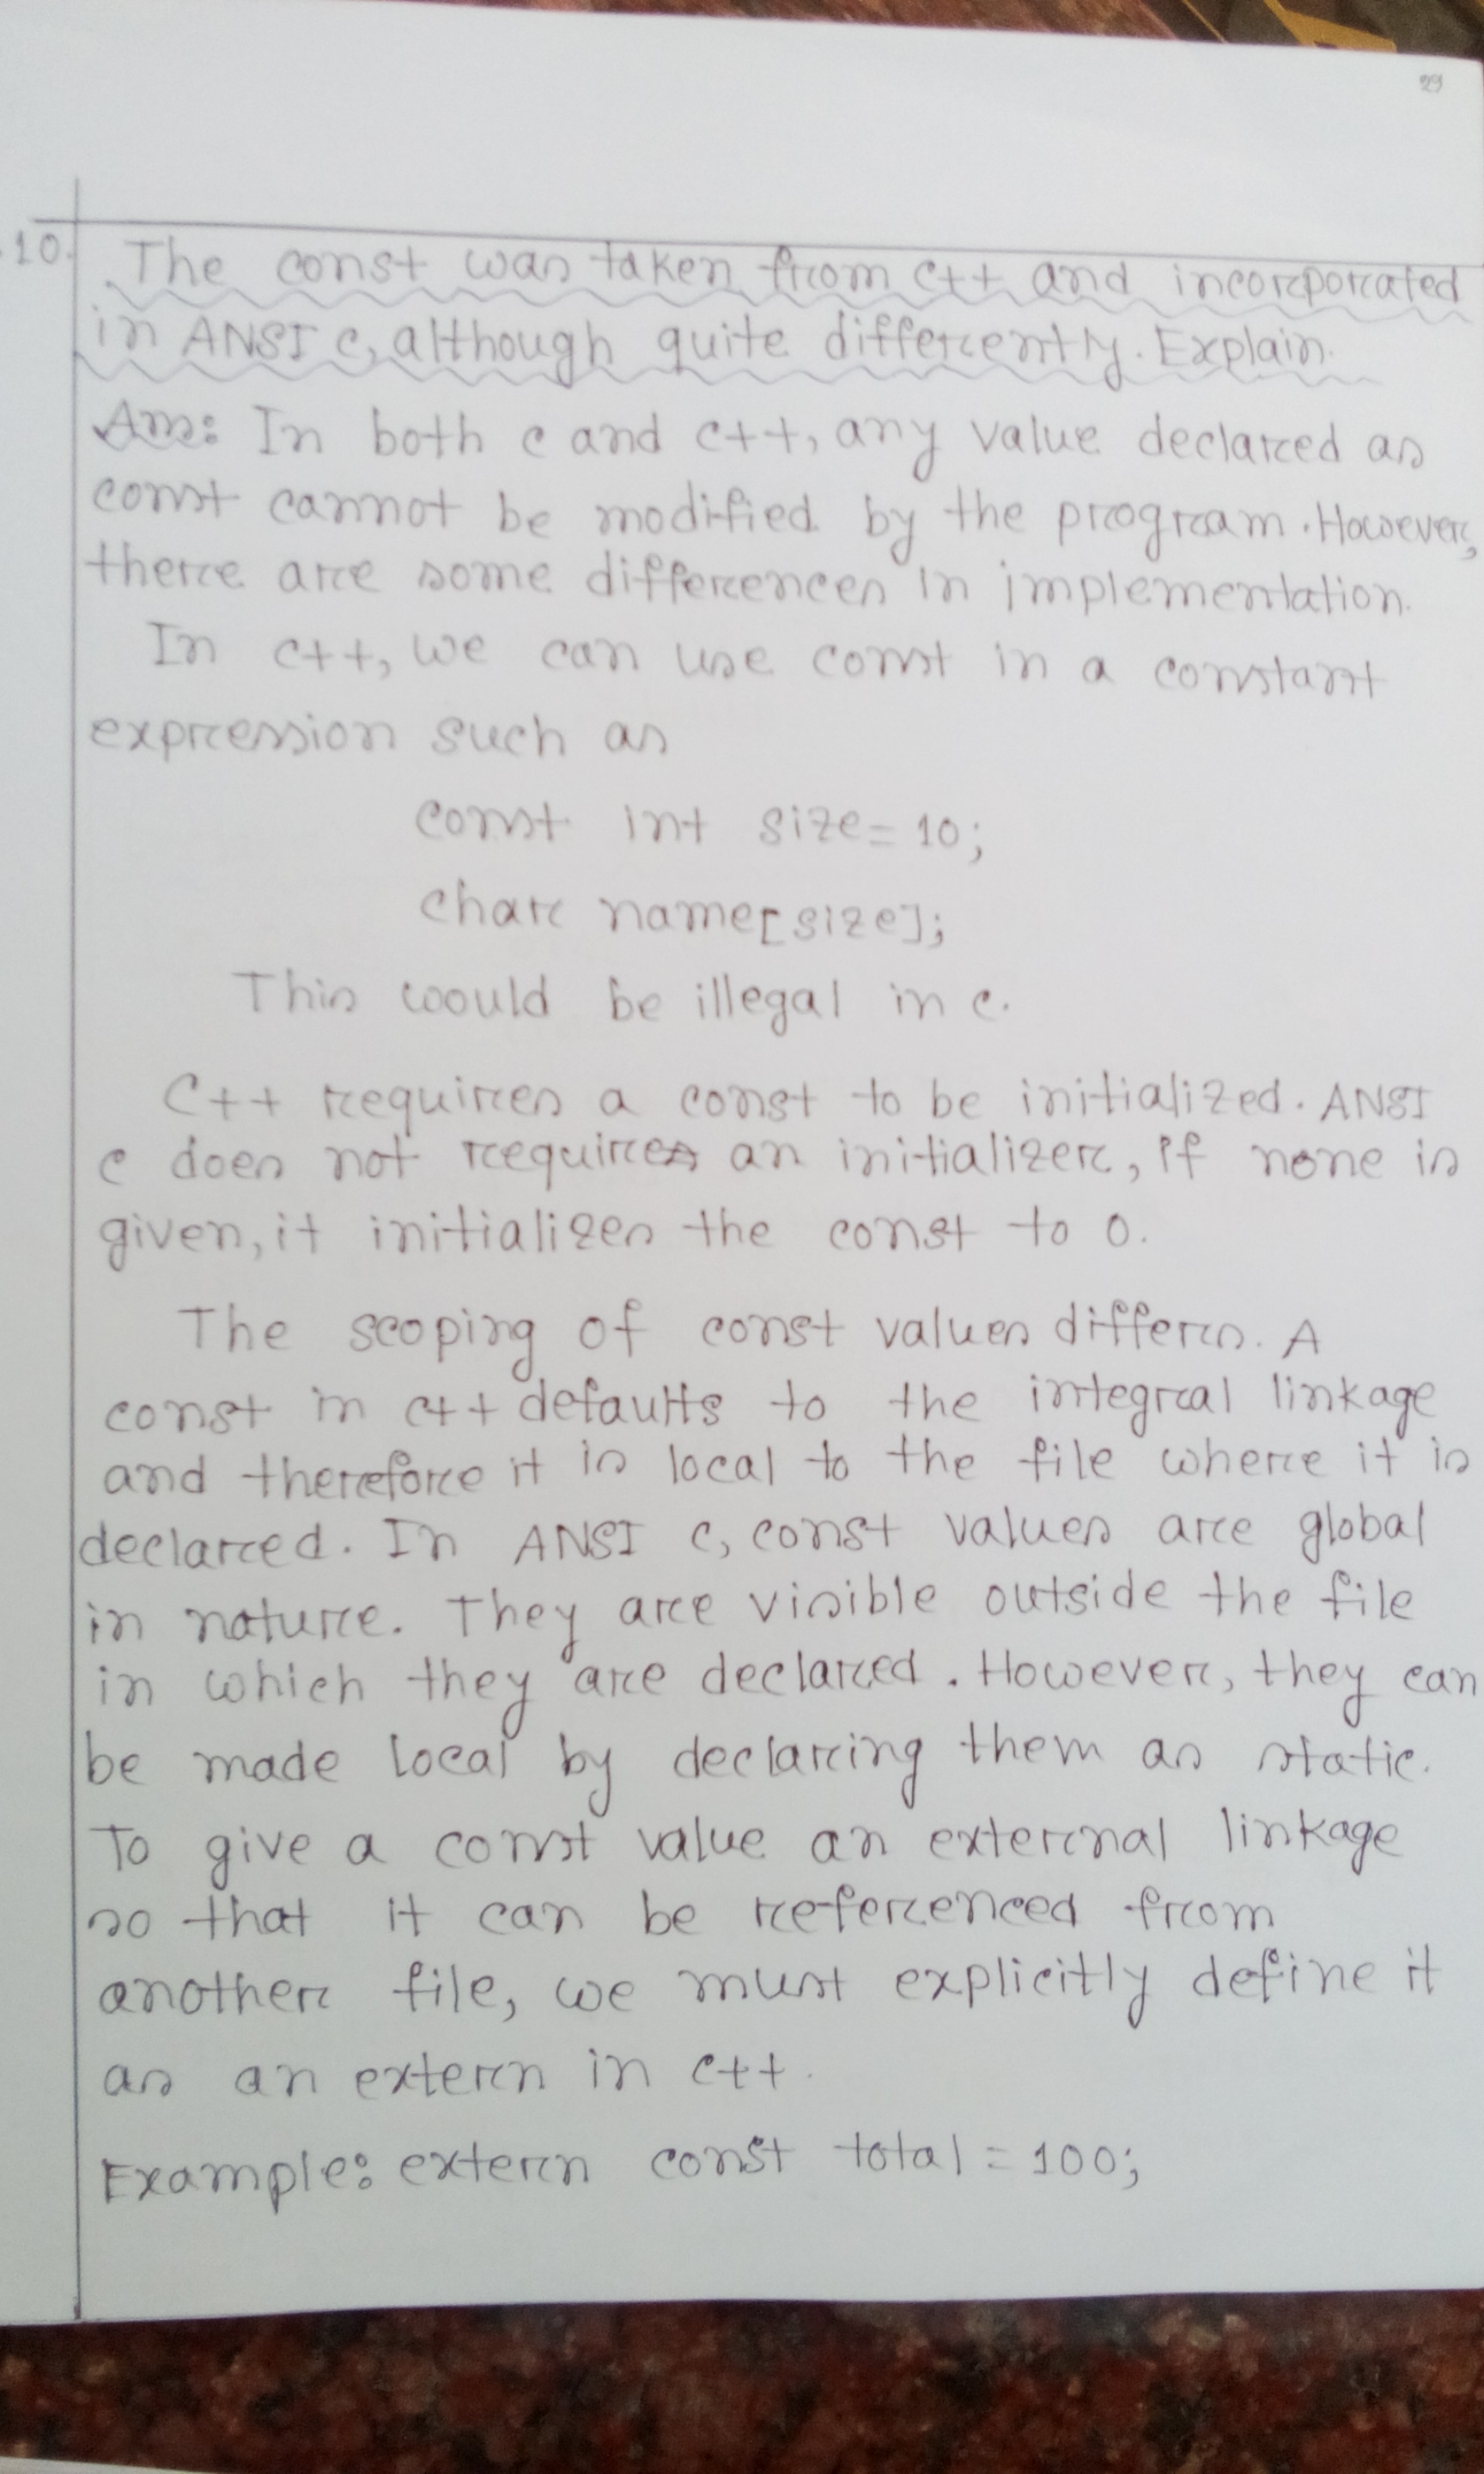 29
10. The const was taken from c++ and incorporated
in ANSI c, although quite differently. Explain.
Ans: In both c and c++, any value declared as
const cannot be modified by the program. However,
there are some differences in implementation.
In c++, we can use const in a constant
expression such as
const int size= 10;
char name[size];
This would be illegal in c.
C++ requires a const to be initialized. ANSI
c does not requires an initializer, if none is
given, it initializes the const to 0.
The scoping of const values differs. A
const in c++ defaults to the integral linkage
and therefore it is local to the file where it is
declared. In ANSI c, const values are global
in nature. They are visible outside the file
in which they are declared. However, they can
be made local by declaring them as static.
To give a const value an external linkage
so that it can be referenced from
another file, we must explicitly define it
as an extern in c++.
Example: extern const total = 100;